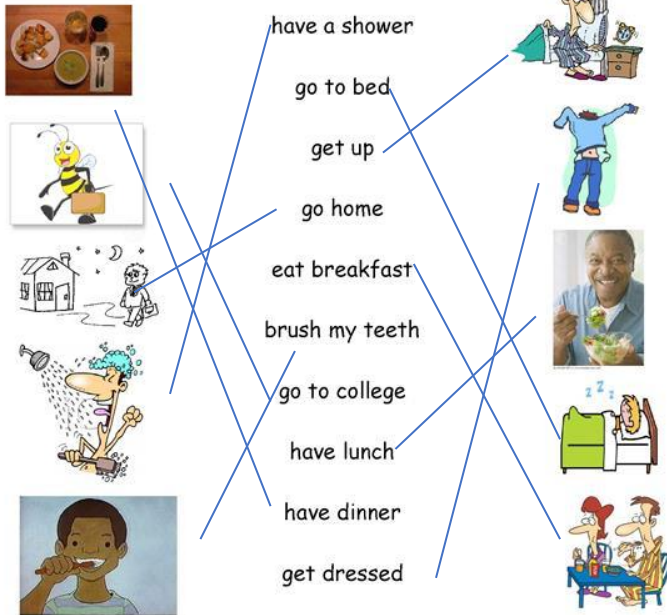 have a shower
go to bed
get up
go home
eat breakfast
brush my teeth
go to college
have lunch
have dinner
get dressed
z z z